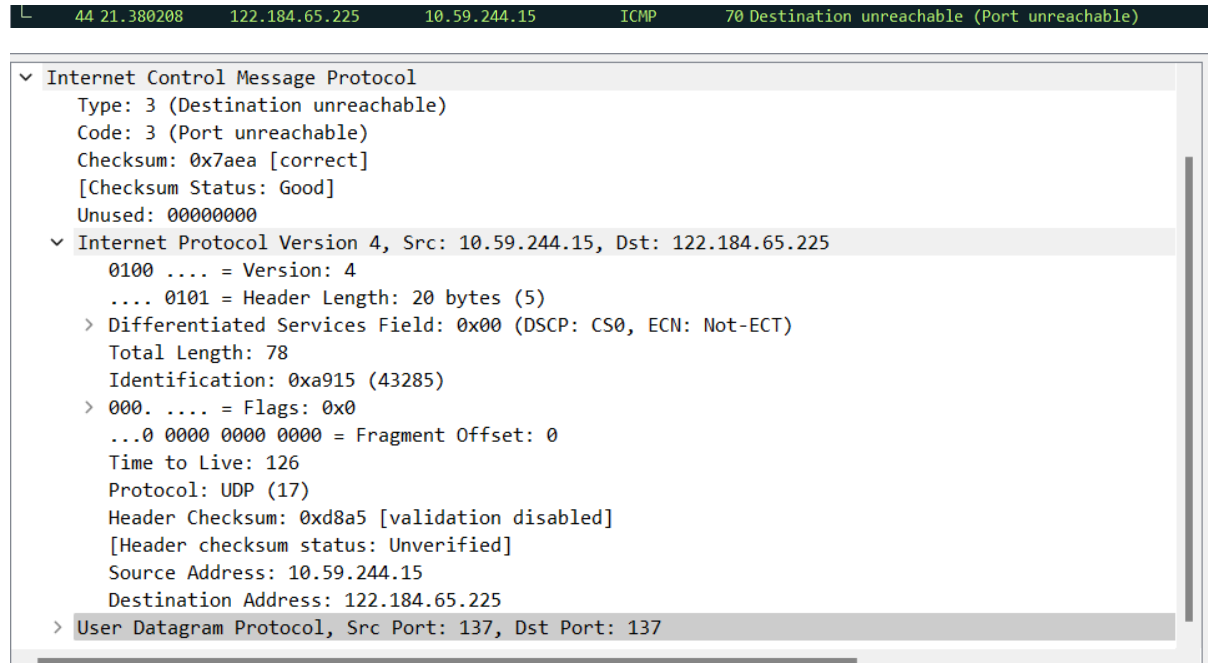 44 21.380208 122.184.65.225 10.59.244.15 ICMP 70 Destination unreachable (Port unreachable)
Internet Control Message Protocol
Type: 3 (Destination unreachable)
Code: 3 (Port unreachable)
Checksum: 0x7aea [correct]
[Checksum Status: Good]
Unused: 00000000
Internet Protocol Version 4, Src: 10.59.244.15, Dst: 122.184.65.225
0100 .... = Version: 4
.... 0101 = Header Length: 20 bytes (5)
Differentiated Services Field: 0x00 (DSCP: CS0, ECN: Not-ECT)
Total Length: 78
Identification: 0xa915 (43285)
000. .... = Flags: 0x0
...0 0000 0000 0000 = Fragment Offset: 0
Time to Live: 126
Protocol: UDP (17)
Header Checksum: 0xd8a5 [validation disabled]
[Header checksum status: Unverified]
Source Address: 10.59.244.15
Destination Address: 122.184.65.225
User Datagram Protocol, Src Port: 137, Dst Port: 137